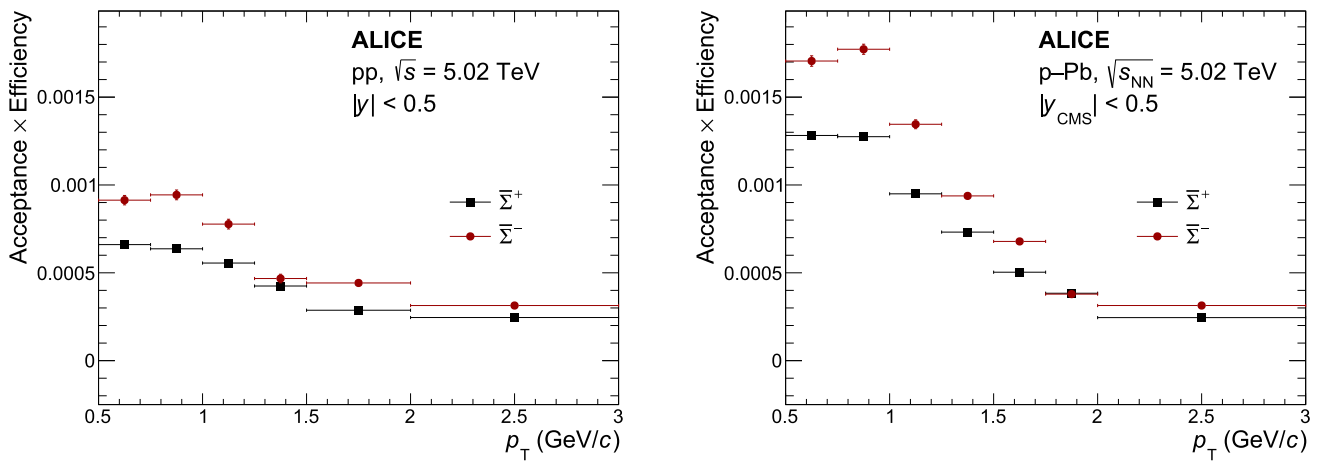 Acceptance × Efficiency
ALICE
pp, √s = 5.02 TeV
|y| < 0.5
0.0015
0.001
0.0005
0
Σ̅⁺
Σ̅⁻
0.5 1 1.5 2 2.5 3
p_T (GeV/c)
Acceptance × Efficiency
ALICE
p–Pb, √s_NN = 5.02 TeV
|y_CMS| < 0.5
0.0015
0.001
0.0005
0
Σ̅⁺
Σ̅⁻
0.5 1 1.5 2 2.5 3
p_T (GeV/c)